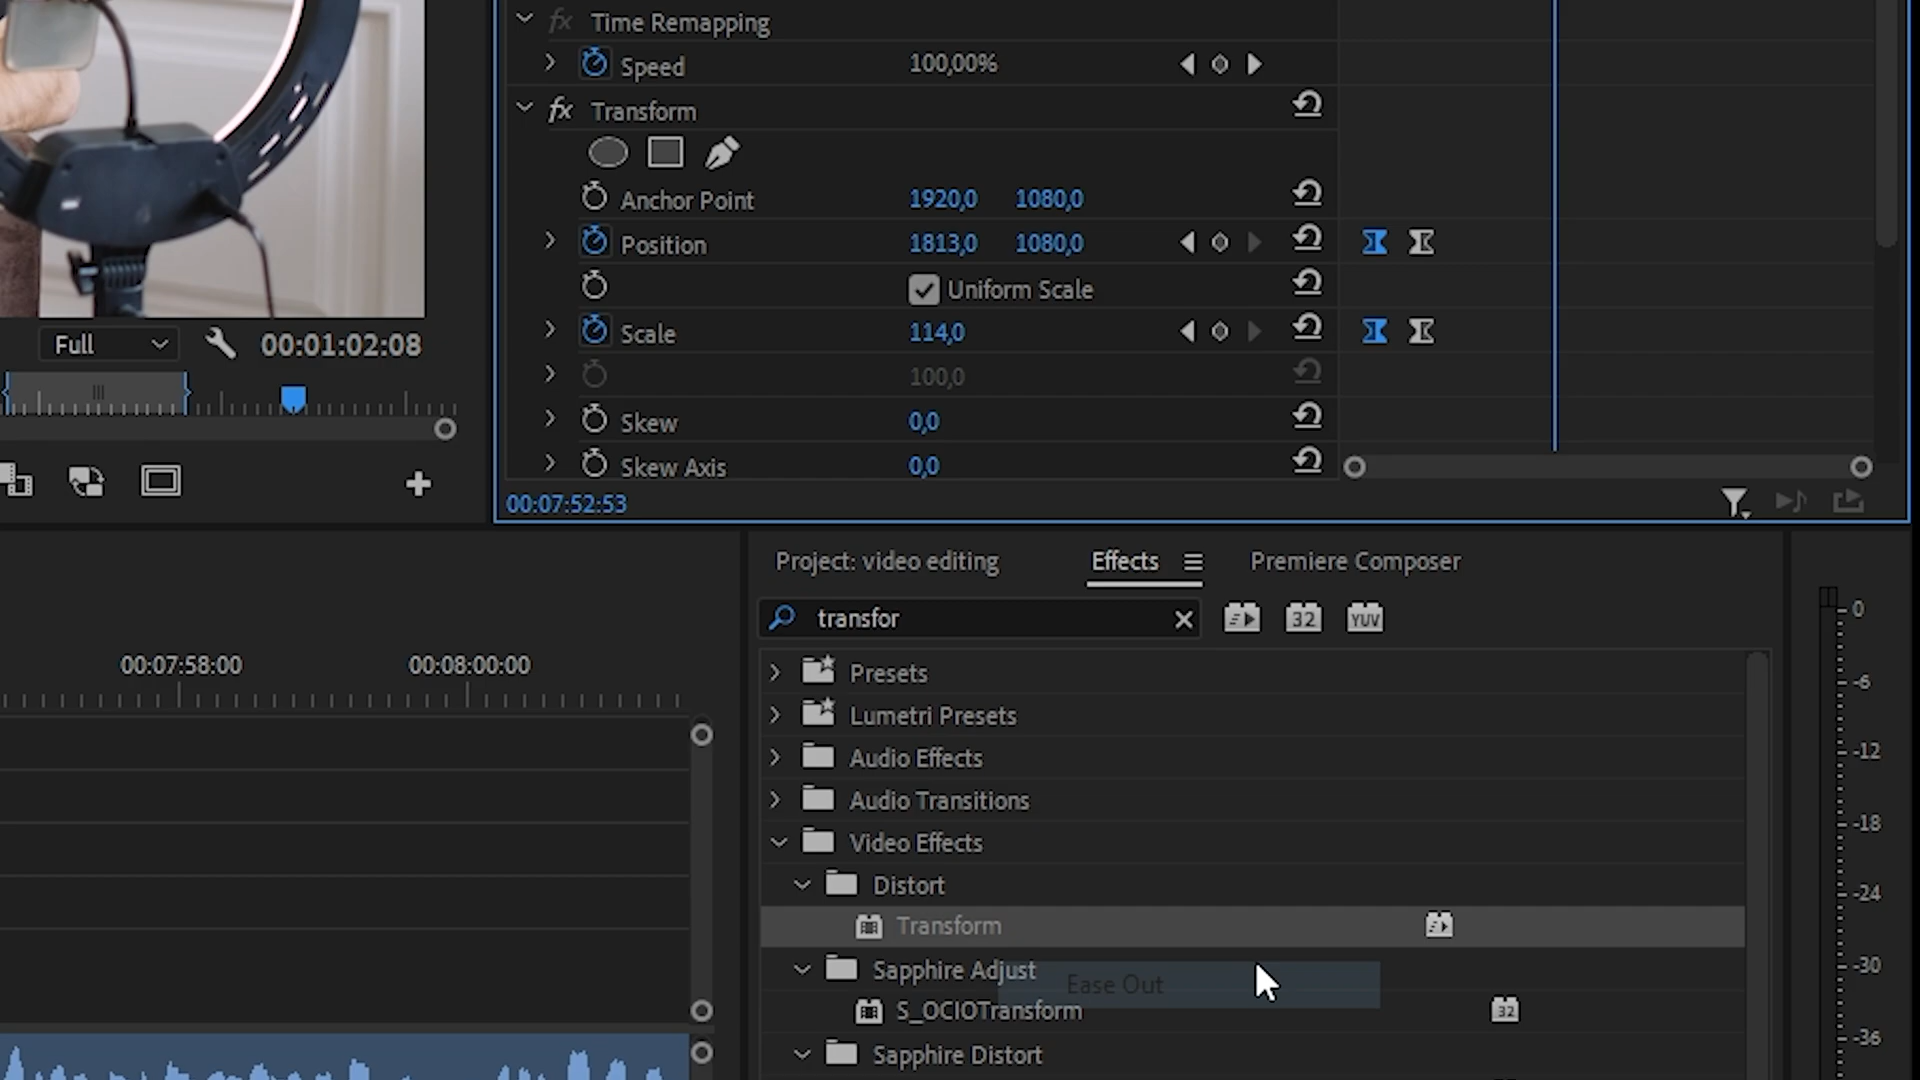 Time Remapping
Speed 100,00%
fx Transform
Anchor Point 1920,0 1080,0
Position 1813,0 1080,0
Uniform Scale
Scale 114,0
100,0
Skew 0,0
Skew Axis 0,0
00:07:52:53
Full 00:01:02:08
Project: video editing Effects Premiere Composer
transfor 32 YUV
00:07:58:00 00:08:00:00
Presets
Lumetri Presets
Audio Effects
Audio Transitions
Video Effects
Distort
Transform
Sapphire Adjust
Ease Out
S_OCIOTransform 32
Sapphire Distort
0
-6
-12
-18
-24
-30
-36